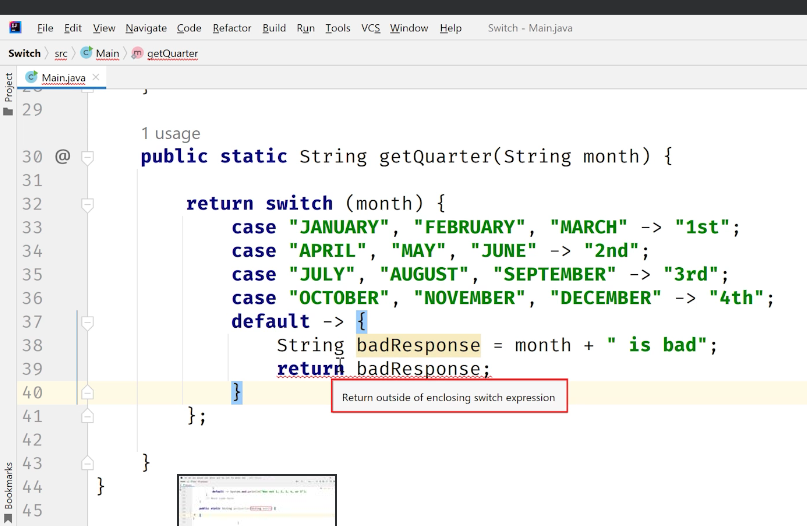 File Edit View Navigate Code Refactor Build Run Tools VCS Window Help Switch - Main.java
Switch src Main getQuarter
Project
Main.java
29
1 usage
30 @ public static String getQuarter(String month) {
31
32 return switch (month) {
33 case "JANUARY", "FEBRUARY", "MARCH" -> "1st";
34 case "APRIL", "MAY", "JUNE" -> "2nd";
35 case "JULY", "AUGUST", "SEPTEMBER" -> "3rd";
36 case "OCTOBER", "NOVEMBER", "DECEMBER" -> "4th";
37 default -> {
38 String badResponse = month + " is bad";
39 return badResponse;
40 }
Return outside of enclosing switch expression
41 };
42
43 }
44 }
45
Bookmarks